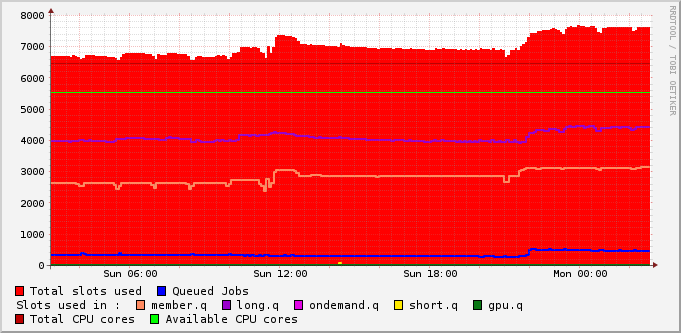 8000
7000
6000
5000
4000
3000
2000
1000
0
Sun 06:00 Sun 12:00 Sun 18:00 Mon 00:00
Total slots used Queued Jobs
Slots used in : member.q long.q ondemand.q short.q gpu.q
Total CPU cores Available CPU cores
RRDTOOL / TOBI OETIKER